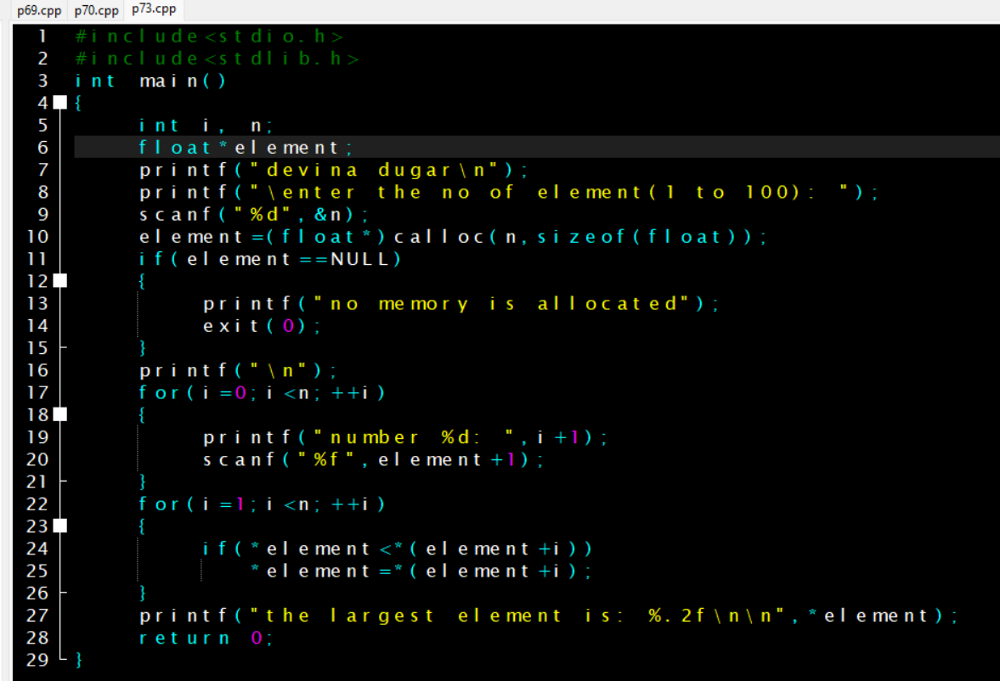 p69.cpp p70.cpp p73.cpp
1 #include<stdio.h>
2 #include<stdlib.h>
3 int main()
4 {
5 int i, n;
6 float*element;
7 printf("devina dugar\n");
8 printf("\enter the no of element(1 to 100): ");
9 scanf("%d",&n);
10 element=(float*)calloc(n,sizeof(float));
11 if(element==NULL)
12 {
13 printf("no memory is allocated");
14 exit(0);
15 }
16 printf("\n");
17 for(i=0;i<n;++i)
18 {
19 printf("number %d: ",i+1);
20 scanf("%f",element+1);
21 }
22 for(i=1;i<n;++i)
23 {
24 if(*element<*(element+i))
25 *element=*(element+i);
26 }
27 printf("the largest element is: %.2f\n\n",*element);
28 return 0;
29 }